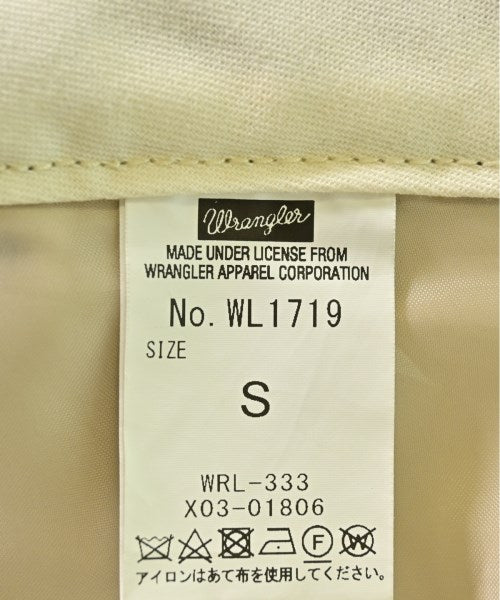 Wrangler
MADE UNDER LICENSE FROM
WRANGLER APPAREL CORPORATION
No. WL1719
SIZE
S
WRL-333
X03-01806
F W
アイロンはあて布を使用してください。